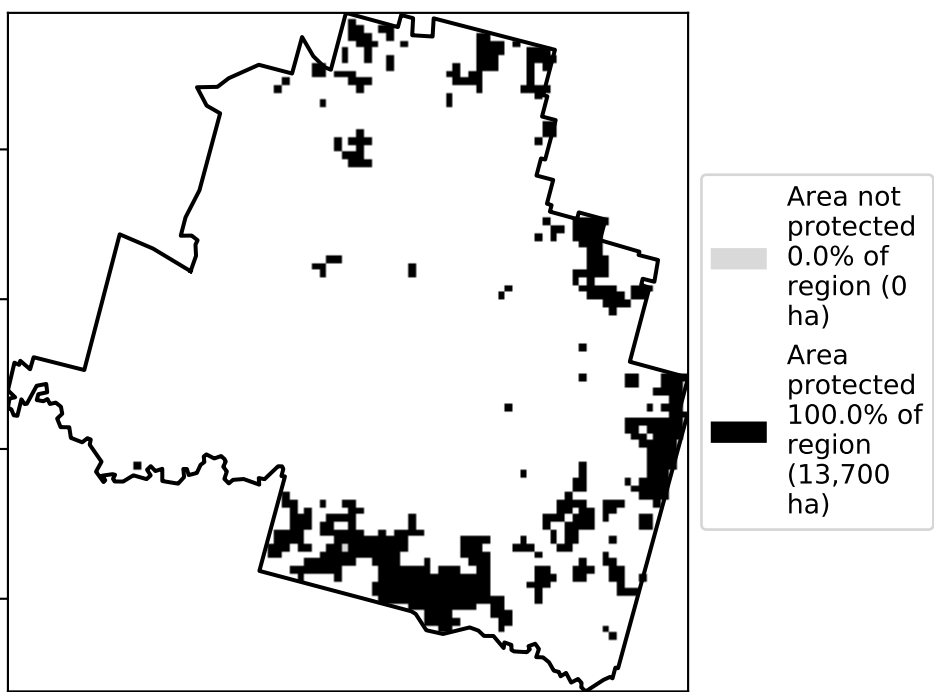 Area not
protected
0.0% of
region (0
ha)
Area
protected
100.0% of
region
(13,700
ha)